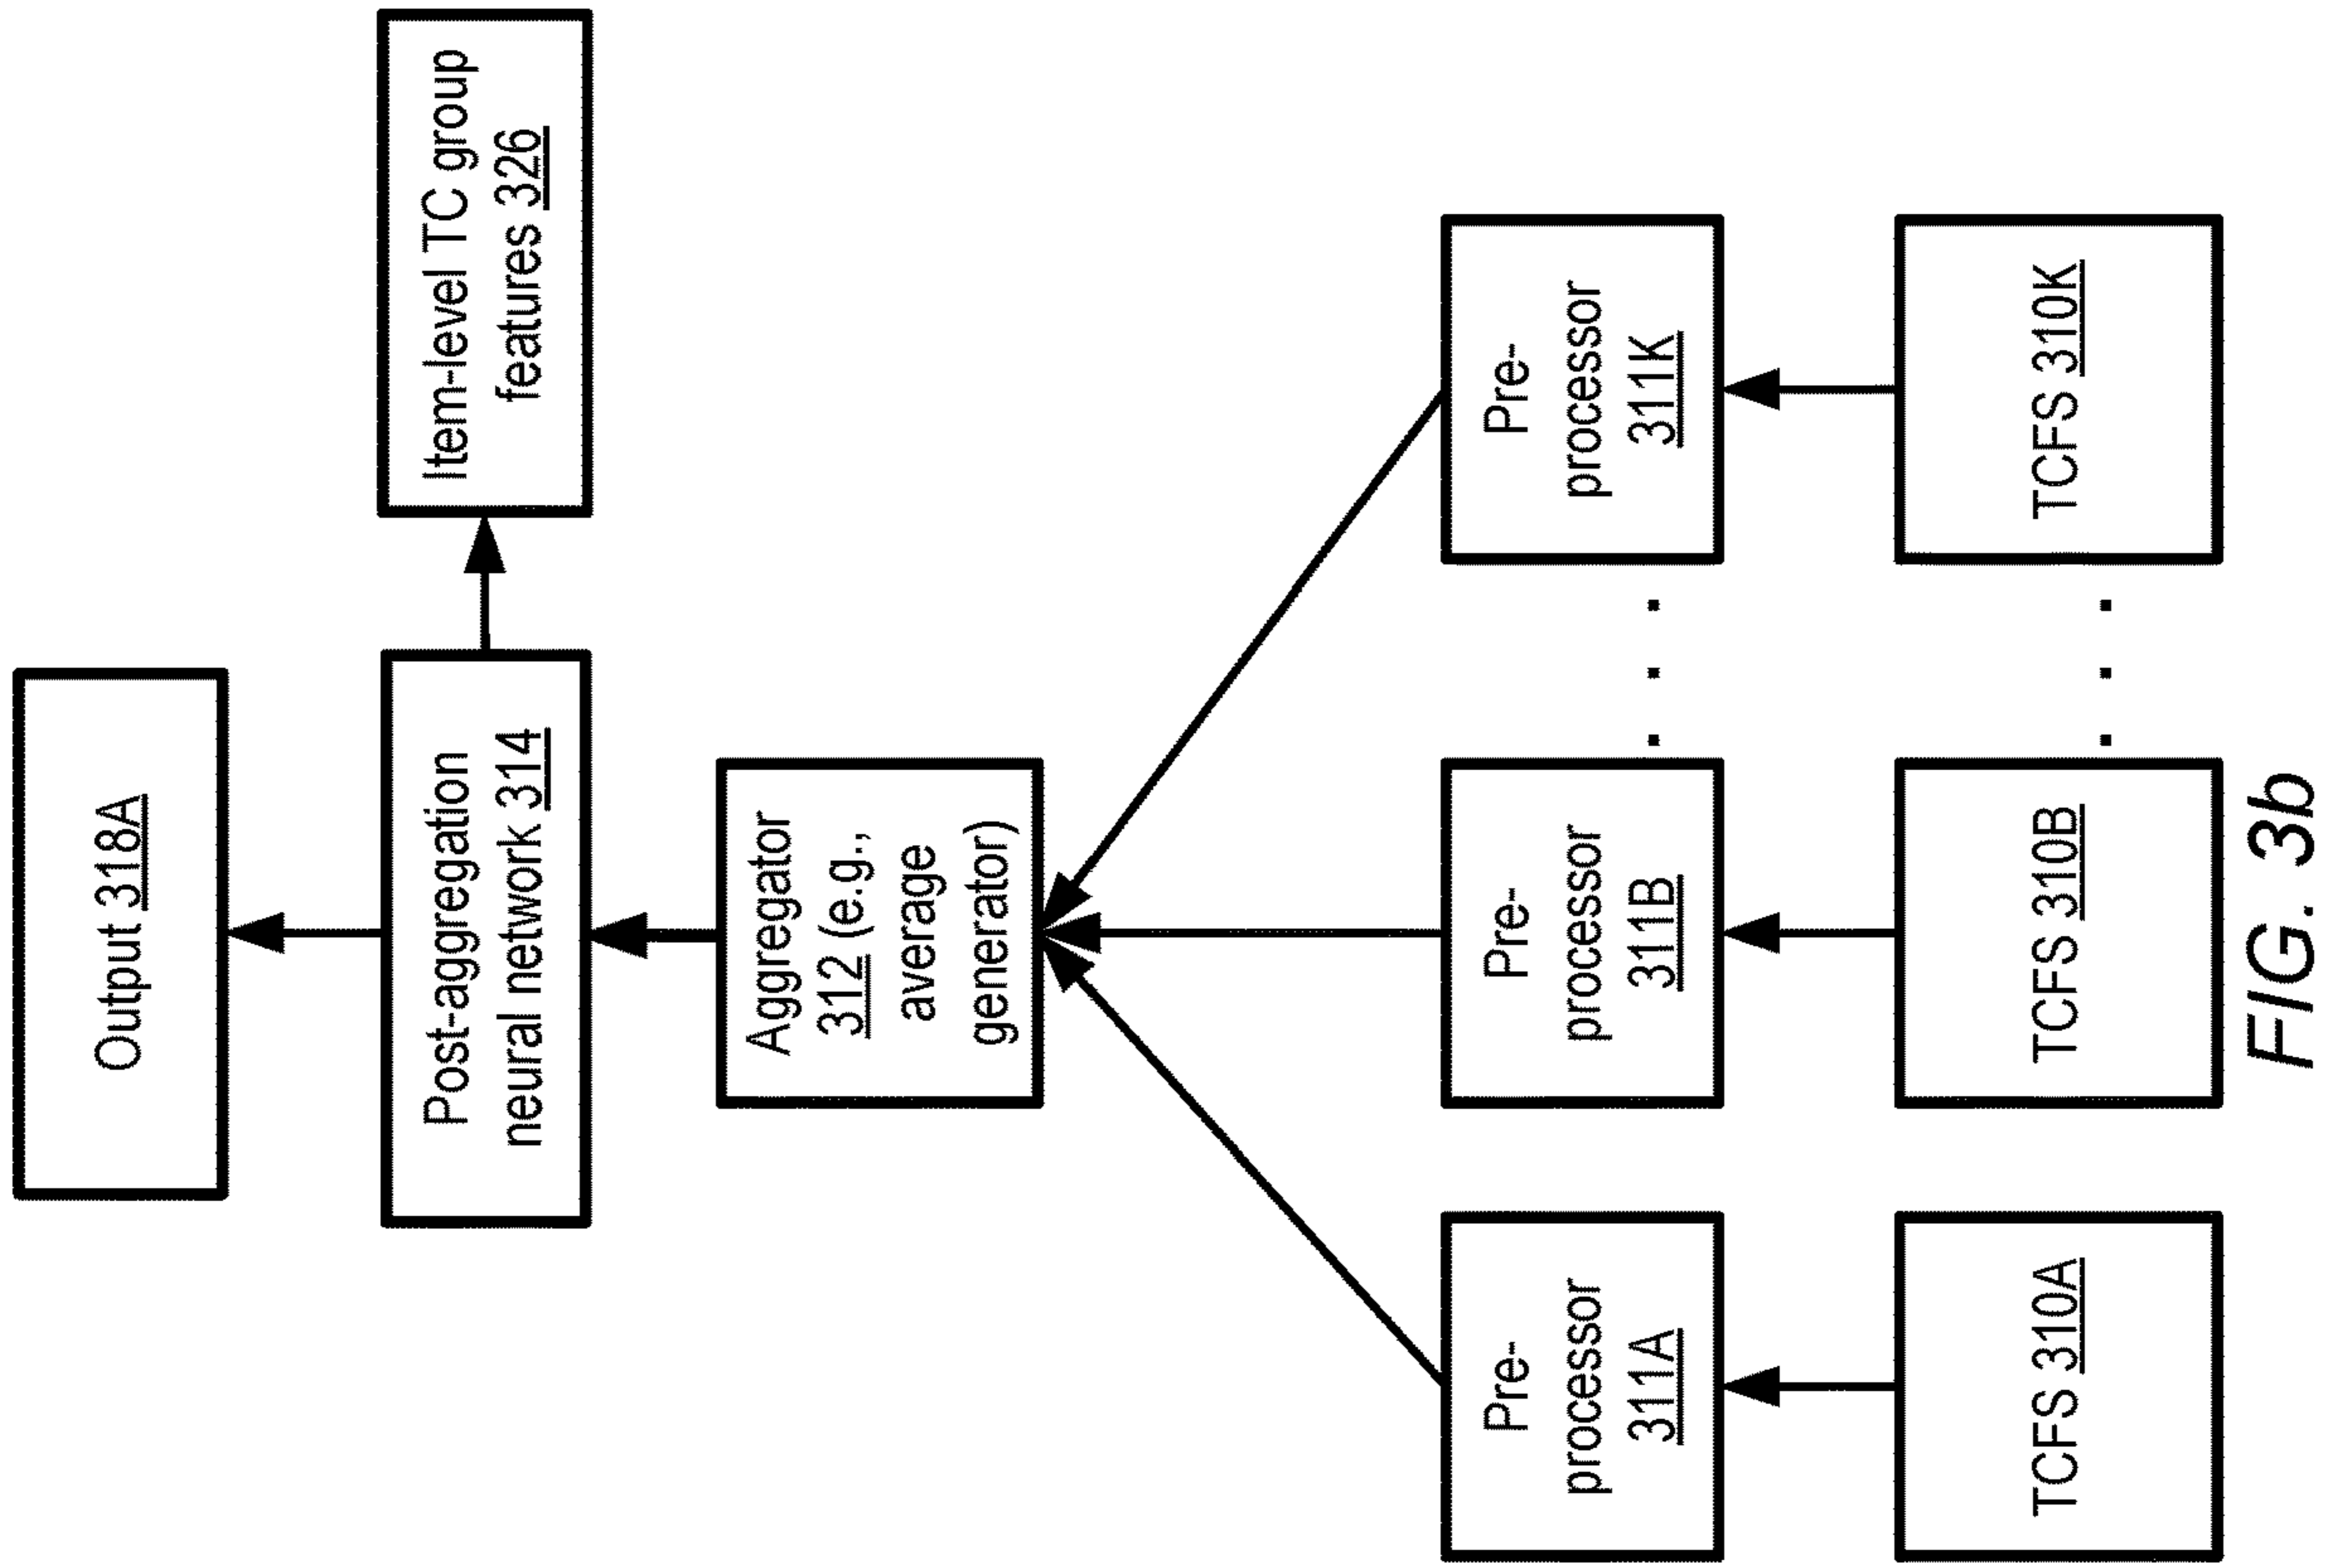 Output 318A
Post-aggregation
neural network 314
Item-level TC group
features 326
Aggregator
312 (e.g.,
average
generator)
Pre-
processor
311A
Pre-
processor
311B
. . .
Pre-
processor
311K
TCFS 310A
TCFS 310B
. . .
TCFS 310K
FIG. 3b